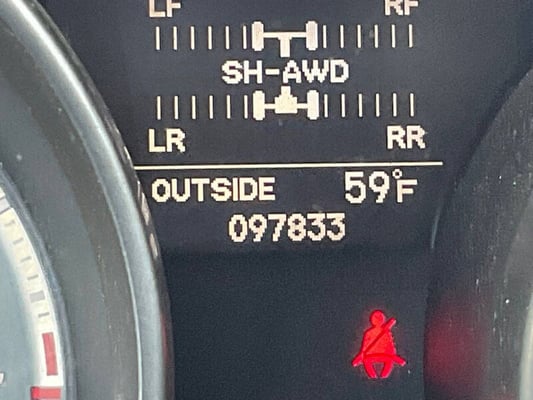 LF RF
SH-AWD
LR RR
OUTSIDE 59°F
097833